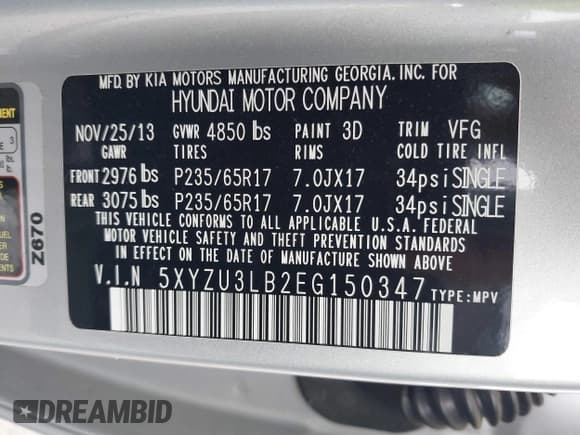 MFD. BY KIA MOTORS MANUFACTURING GEORGIA, INC. FOR
HYUNDAI MOTOR COMPANY
NOV/25/13 GVWR 4850 lbs PAINT 3D TRIM VFG
GAWR TIRES RIMS COLD TIRE INFL
FRONT 2976 lbs P235/65R17 7.0JX17 34psi SINGLE
REAR 3075 lbs P235/65R17 7.0JX17 34psi SINGLE
THIS VEHICLE CONFORMS TO ALL APPLICABLE U.S.A. FEDERAL
MOTOR VEHICLE SAFETY AND THEFT PREVENTION STANDARDS
IN EFFECT ON THE DATE OF MANUFACTURE SHOWN ABOVE.
V.I.N 5XYZU3LB2EG150347 TYPE:MPV
Z670
DREAMBID